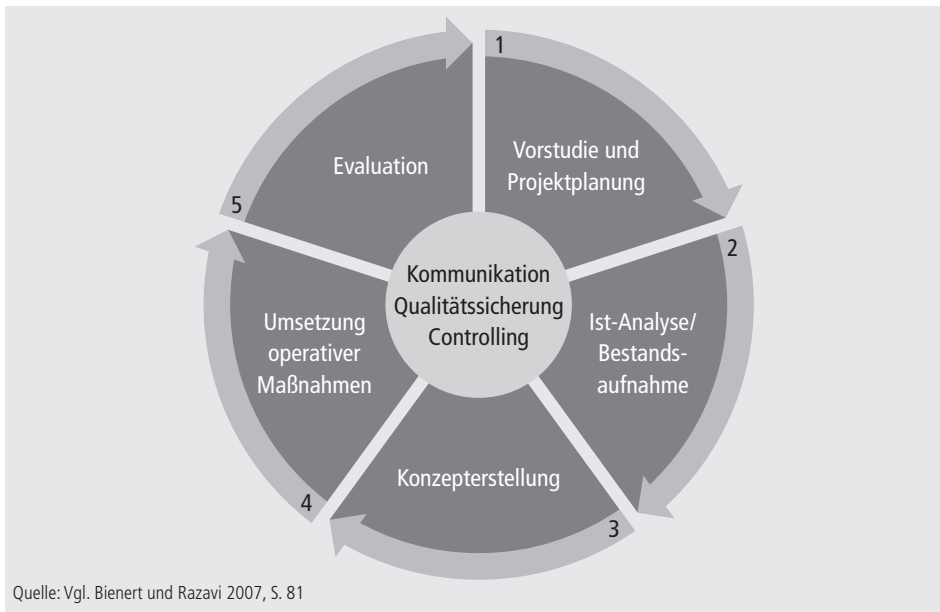 1
Vorstudie und
Projektplanung
2
Ist-Analyse/
Bestands-
aufnahme
3
Konzepterstellung
4
Umsetzung
operativer
Maßnahmen
5
Evaluation
Kommunikation
Qualitätssicherung
Controlling
Quelle: Vgl. Bienert und Razavi 2007, S. 81